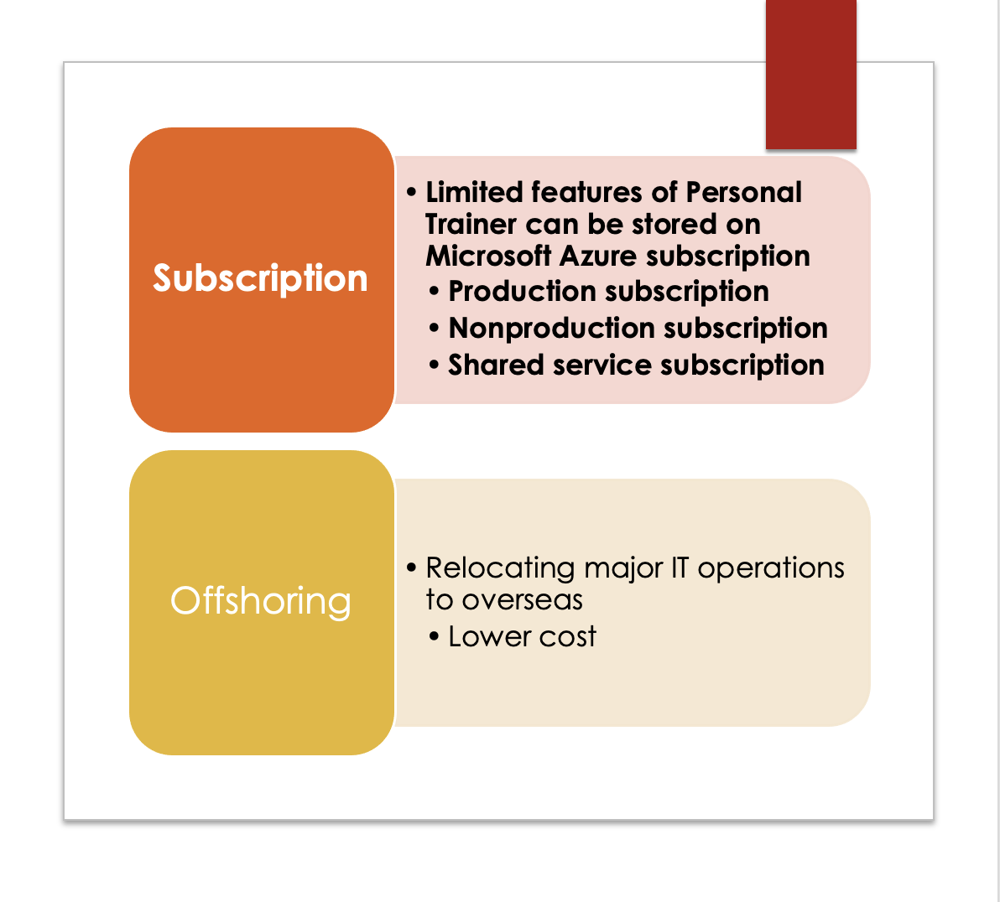 Subscription
• Limited features of Personal
Trainer can be stored on
Microsoft Azure subscription
• Production subscription
• Nonproduction subscription
• Shared service subscription
Offshoring
• Relocating major IT operations
to overseas
• Lower cost